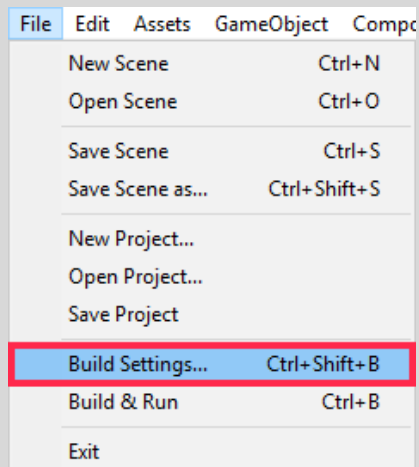 File Edit Assets GameObject
New Scene Ctrl+N
Open Scene Ctrl+O
Save Scene Ctrl+S
Save Scene as... Ctrl+Shift+S
New Project...
Open Project...
Save Project
Build Settings... Ctrl+Shift+B
Build & Run Ctrl+B
Exit